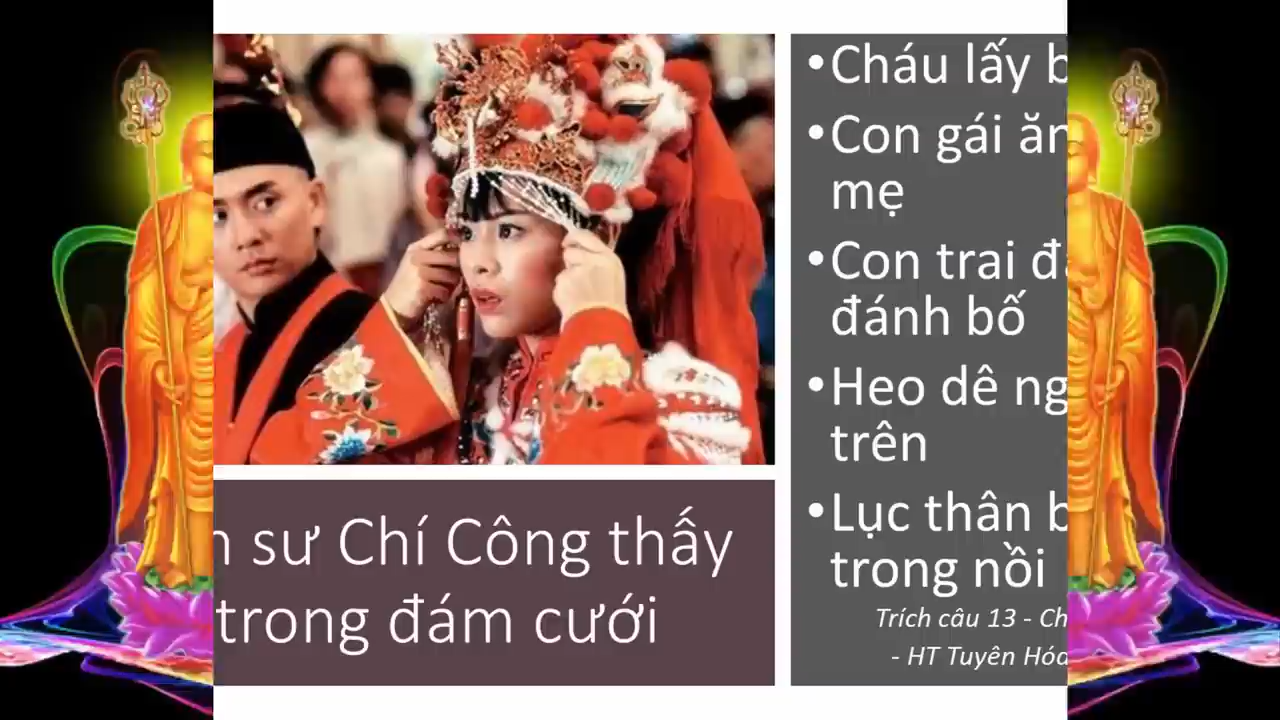 n sư Chí Công thấy
trong đám cưới
•Cháu lấy b
•Con gái ăn
mẹ
•Con trai đá
đánh bố
•Heo dê ng
trên
•Lục thân b
trong nồi
Trích câu 13 - Ch
- HT Tuyên Hóa